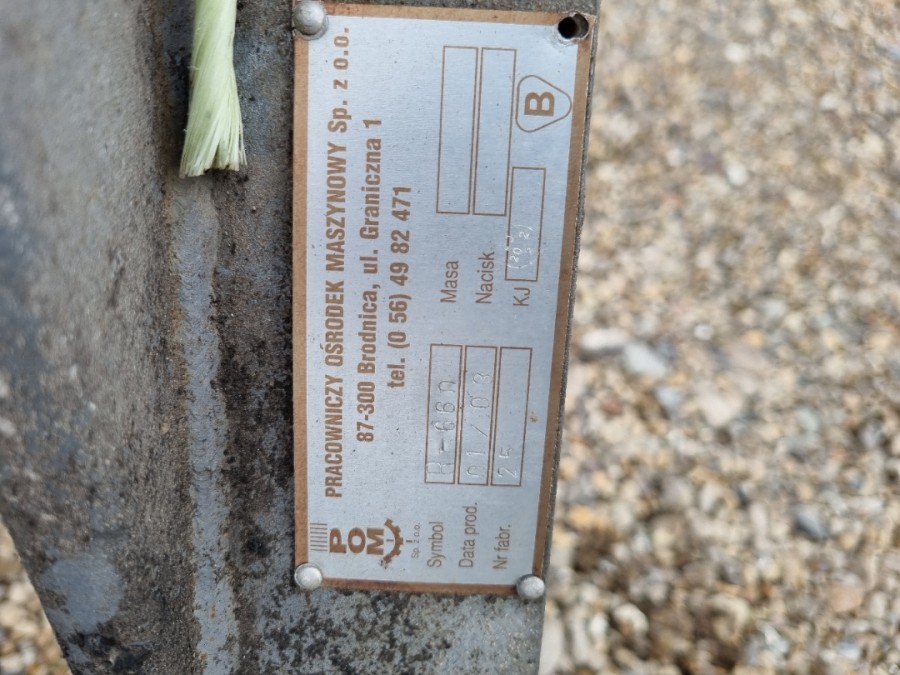 PRACOWNICZY OŚRODEK MASZYNOWY Sp. z o.o.
87-300 Brodnica, ul. Graniczna 1
tel. (0 56) 49 82 471
POM
Sp. z o.o.
Symbol
Masa
Data prod. 01/03
Nacisk
Nr fabr.
KJ
B